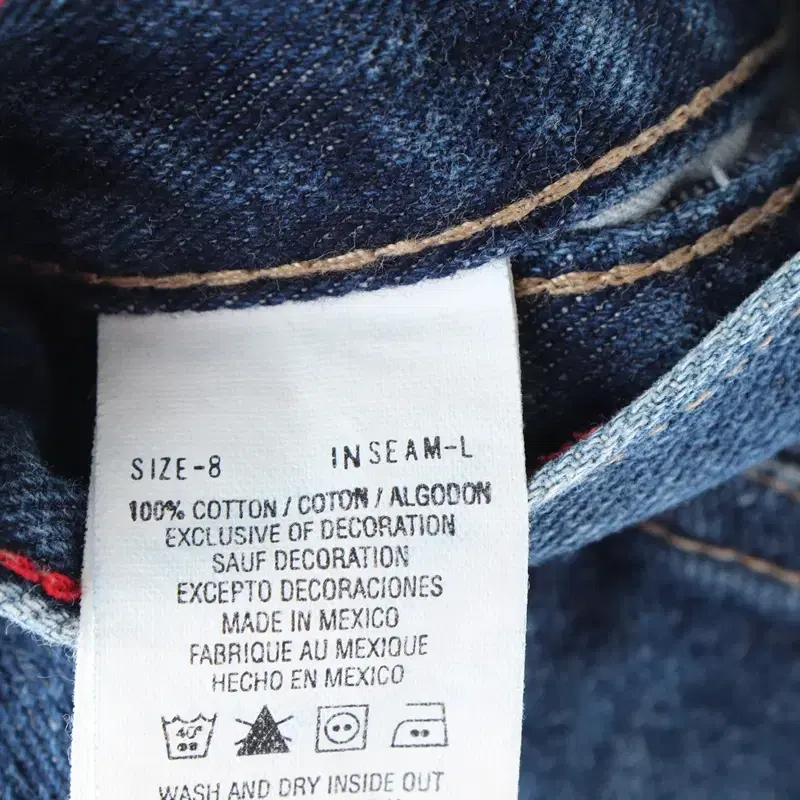 SIZE-8 INSEAM-L
100% COTTON / COTON / ALGODON
EXCLUSIVE OF DECORATION
SAUF DECORATION
EXCEPTO DECORACIONES
MADE IN MEXICO
FABRIQUE AU MEXIQUE
HECHO EN MEXICO
40°
WASH AND DRY INSIDE OUT